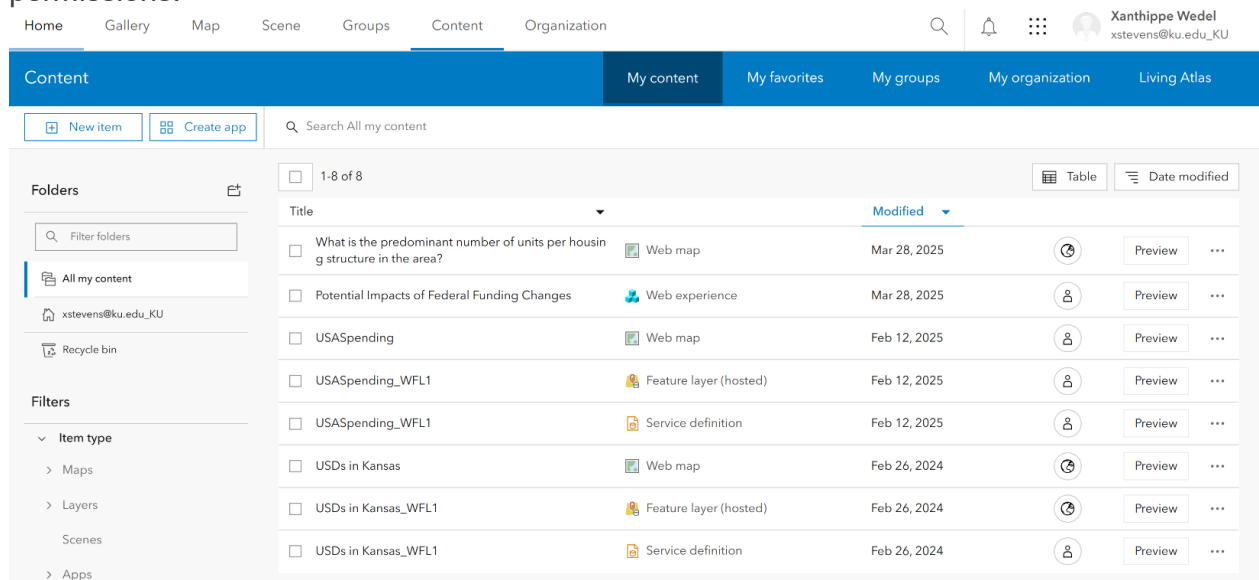 permissions.
Home Gallery Map Scene Groups Content Organization Xanthippe Wedel
xstevens@ku.edu_KU
Content My content My favorites My groups My organization Living Atlas
New item Create app Search All my content
Folders 1-8 of 8 Table Date modified
Title Modified
Filter folders
What is the predominant number of units per housin
g structure in the area? Web map Mar 28, 2025 Preview ...
All my content
Potential Impacts of Federal Funding Changes Web experience Mar 28, 2025 Preview ...
xstevens@ku.edu_KU
USASpending Web map Feb 12, 2025 Preview ...
Recycle bin
USASpending_WFL1 Feature layer (hosted) Feb 12, 2025 Preview ...
Filters
USASpending_WFL1 Service definition Feb 12, 2025 Preview ...
Item type
Maps
USDs in Kansas Web map Feb 26, 2024 Preview ...
Layers
USDs in Kansas_WFL1 Feature layer (hosted) Feb 26, 2024 Preview ...
Scenes
USDs in Kansas_WFL1 Service definition Feb 26, 2024 Preview ...
Apps